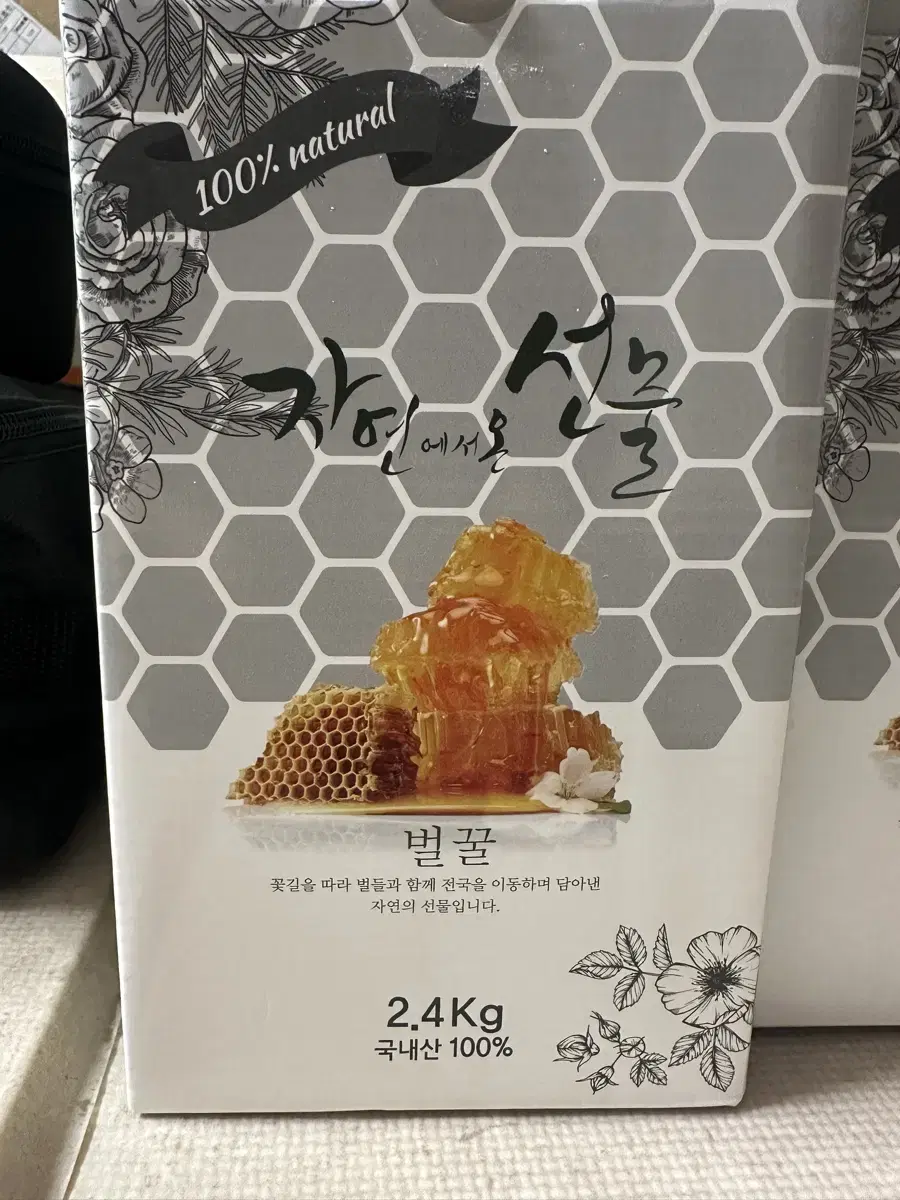 100% natural
자연에서온 선물
벌꿀
꽃길을 따라 벌들과 함께 전국을 이동하며 담아낸
자연의 선물입니다.
2.4Kg
국내산 100%